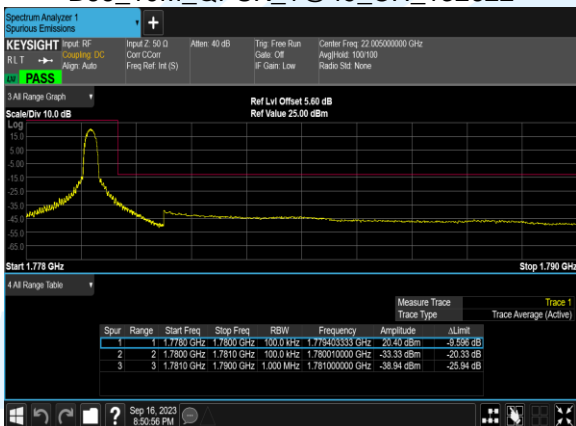 Spectrum Analyzer 1
Spurious Emissions
+
KEYSIGHT Input: RF Input Z: 50 Ω Atten: 40 dB Trig: Free Run Center Freq: 22.005000000 GHz
RLT Coupling: DC Corr CCorr Gate: Off Avg|Hold: 100/100
Align: Auto Freq Ref: Int (S) IF Gain: Low Radio Std: None
PASS
3 All Range Graph
Ref Lvl Offset 5.60 dB
Scale/Div 10.0 dB Ref Value 25.00 dBm
Log
15.0
5.00
-5.00
-15.0
-25.0
-35.0
-45.0
-55.0
-65.0
Start 1.778 GHz Stop 1.790 GHz
4 All Range Table
Measure Trace Trace 1
Trace Type Trace Average (Active)
Spur Range Start Freq Stop Freq RBW Frequency Amplitude ΔLimit
1 1 1.7780 GHz 1.7800 GHz 100.0 kHz 1.779403333 GHz 20.40 dBm -9.596 dB
2 2 1.7800 GHz 1.7810 GHz 100.0 kHz 1.780010000 GHz -33.33 dBm -20.33 dB
3 3 1.7810 GHz 1.7900 GHz 1.000 MHz 1.781000000 GHz -38.94 dBm -25.94 dB
? Sep 16, 2023
8:50:56 PM